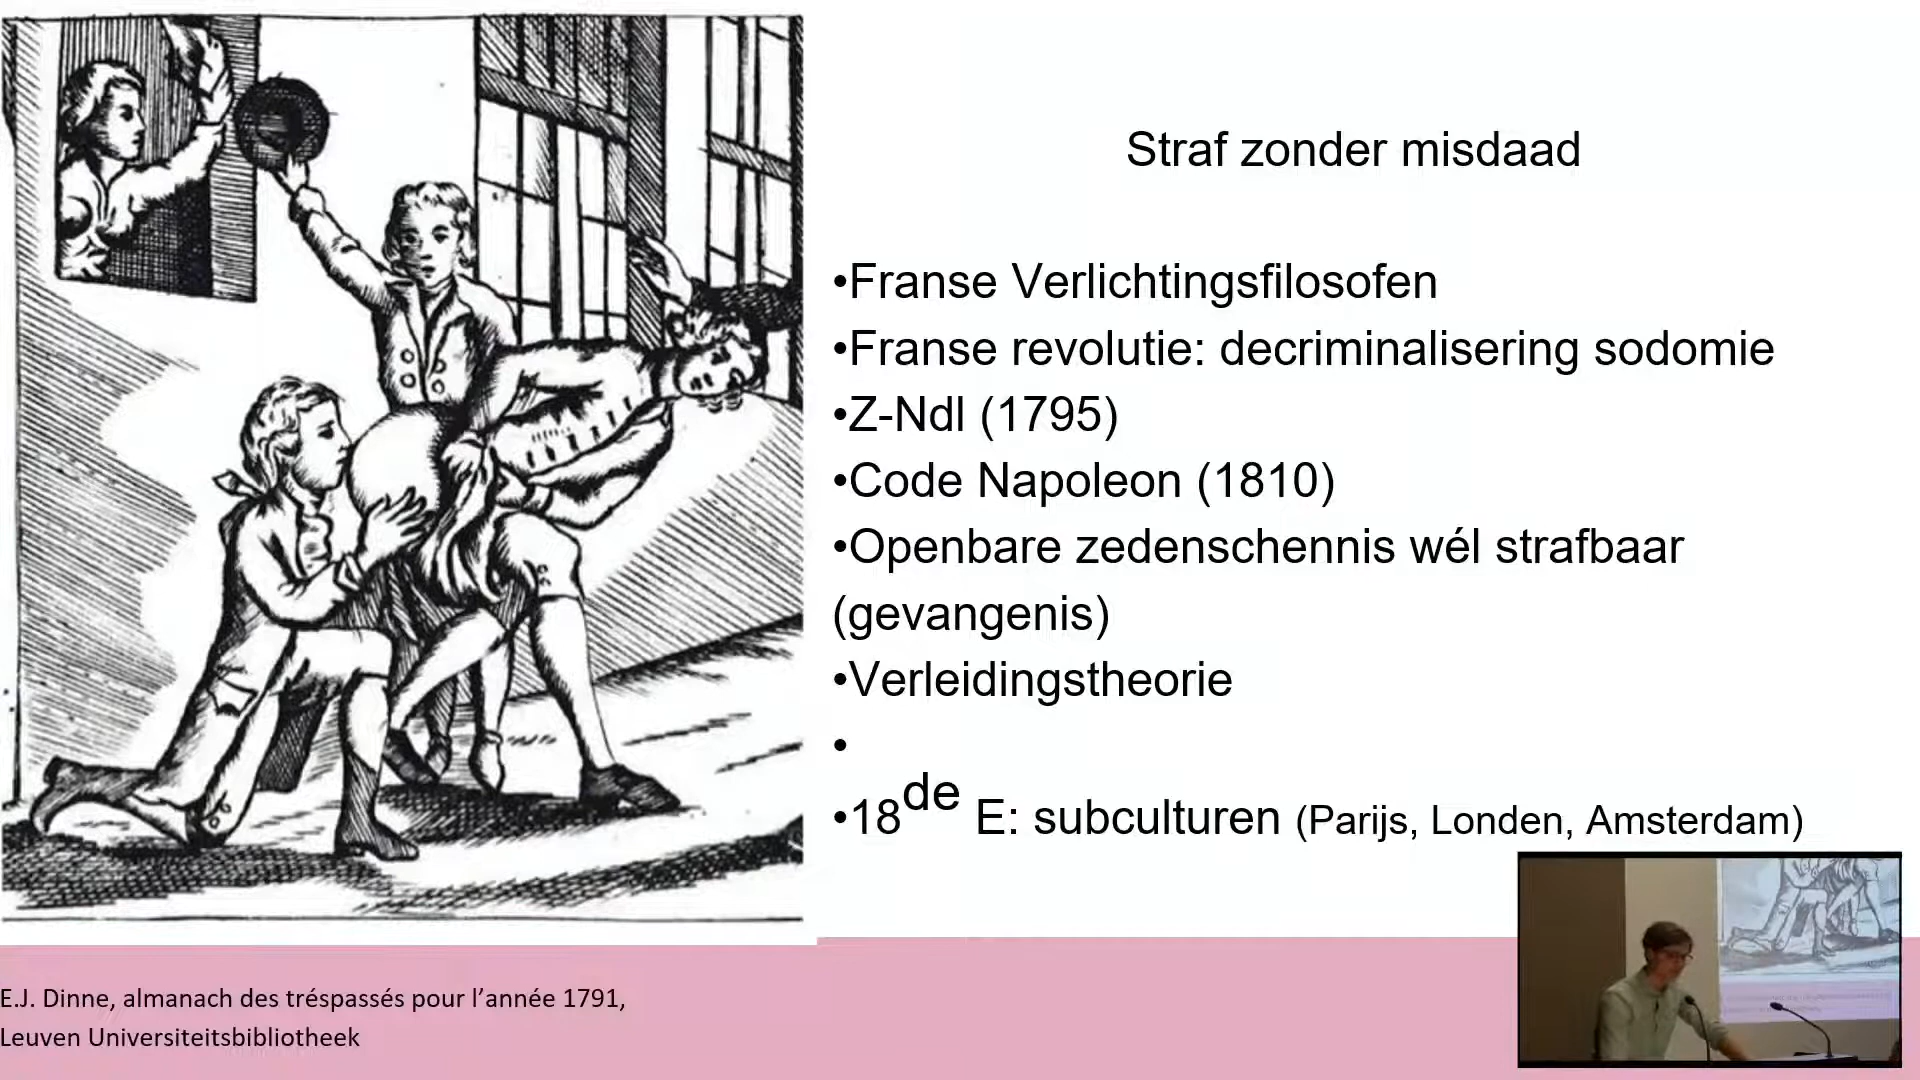 Straf zonder misdaad
•Franse Verlichtingsfilosofen
•Franse revolutie: decriminalisering sodomie
•Z-Ndl (1795)
•Code Napoleon (1810)
•Openbare zedenschennis wél strafbaar
(gevangenis)
•Verleidingstheorie
•
•18de E: subculturen (Parijs, Londen, Amsterdam)
E.J. Dinne, almanach des tréspassés pour l’année 1791,
Leuven Universiteitsbibliotheek